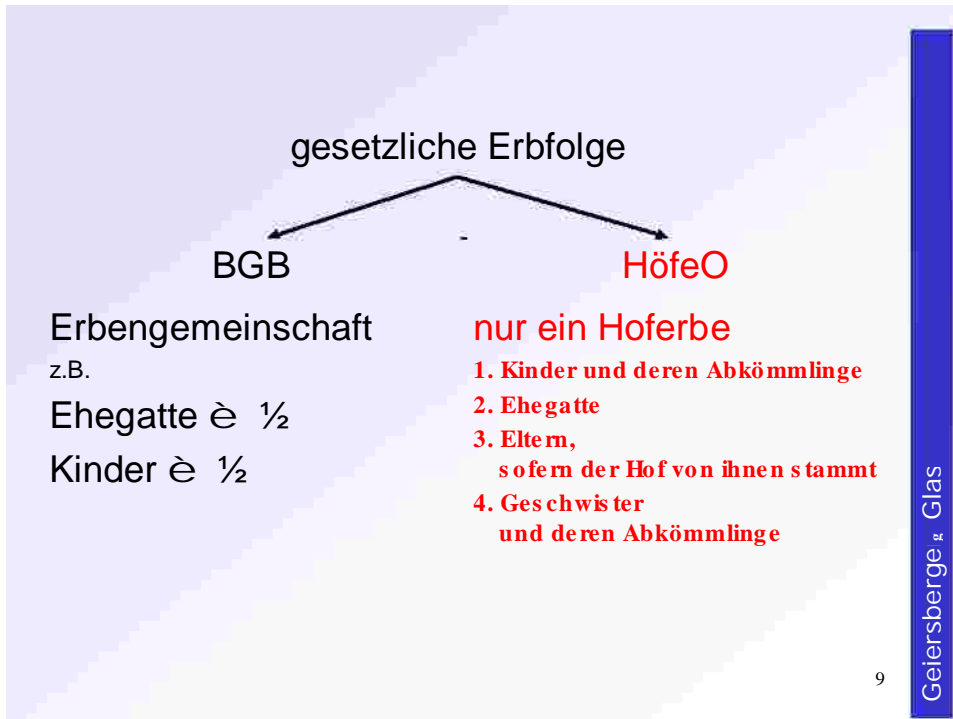 gesetzliche Erbfolge
BGB
HöfeO
Erbengemeinschaft
z.B.
Ehegatte è ½
Kinder è ½
nur ein Hoferbe
1. Kinder und deren Abkömmlinge
2. Ehegatte
3. Eltern,
sofern der Hof von ihnen stammt
4. Geschwister
und deren Abkömmlinge
9
Geiersberge g Glas